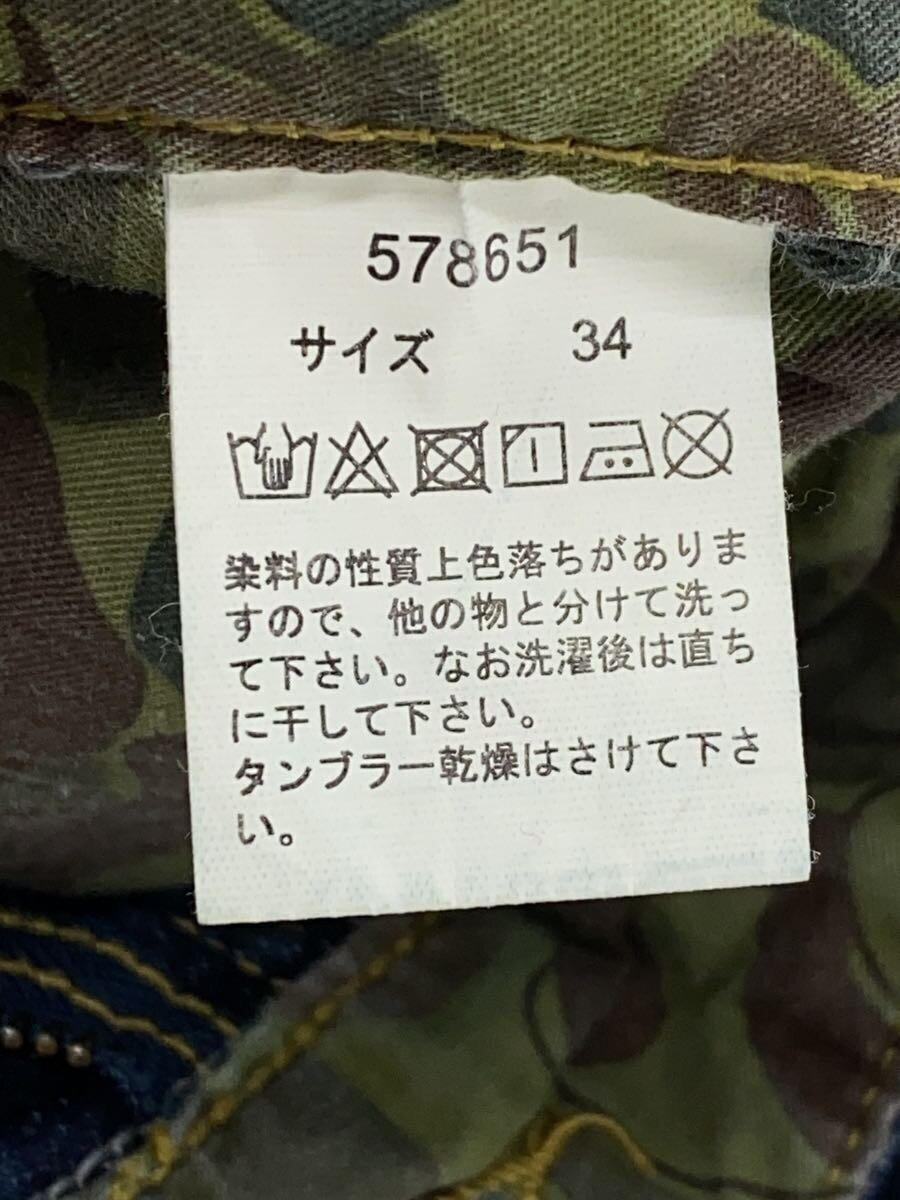 578651
サイズ 34
染料の性質上色落ちがありま
すので、他の物と分けて洗っ
て下さい。なお洗濯後は直ち
に干して下さい。
タンブラー乾燥はさけて下さ
い。